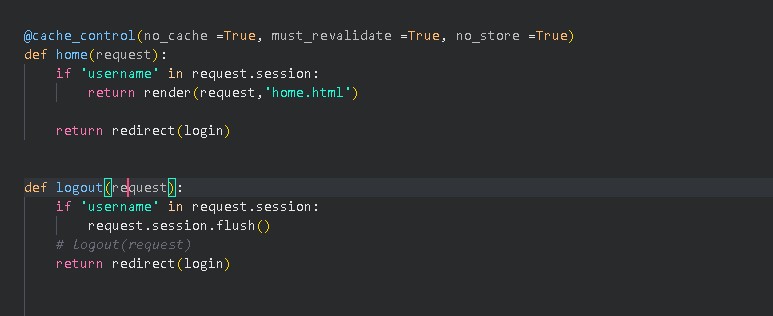 @cache_control(no_cache =True, must_revalidate =True, no_store =True)
def home(request):
    if 'username' in request.session:
        return render(request,'home.html')
    return redirect(login)
def logout(request):
    if 'username' in request.session:
        request.session.flush()
    # logout(request)
    return redirect(login)